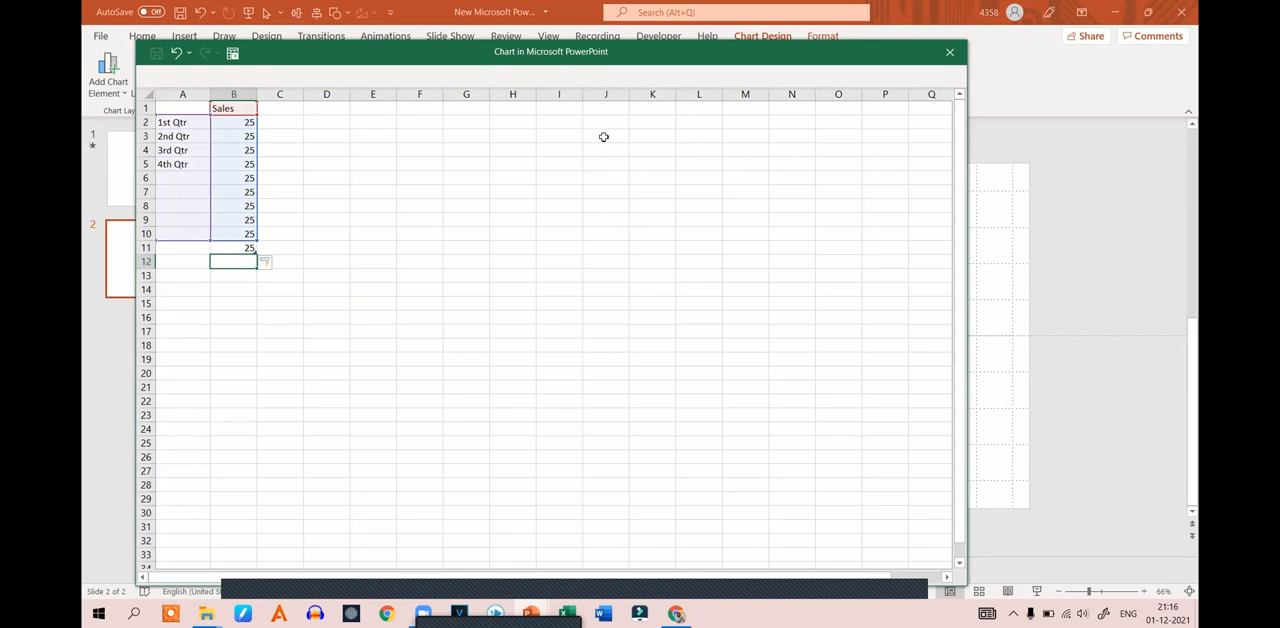 AutoSave Off New Microsoft Pow... Search (Alt+Q) 4358
File Home Insert Draw Design Transitions Animations Slide Show Review View Recording Developer Help Chart Design Format Share Comments
Chart in Microsoft PowerPoint
Add Chart
Element
Chart Lay
A B C D E F G H I J K L M N O P Q
1 Sales
2 1st Qtr 25
3 2nd Qtr 25
4 3rd Qtr 25
5 4th Qtr 25
6 25
7 25
8 25
9 25
10 25
11 25
12
13
14
15
16
17
18
19
20
21
22
23
24
25
26
27
28
29
30
31
32
33
1
2
Slide 2 of 2 English (United St 66%
ENG
21:16
01-12-2021